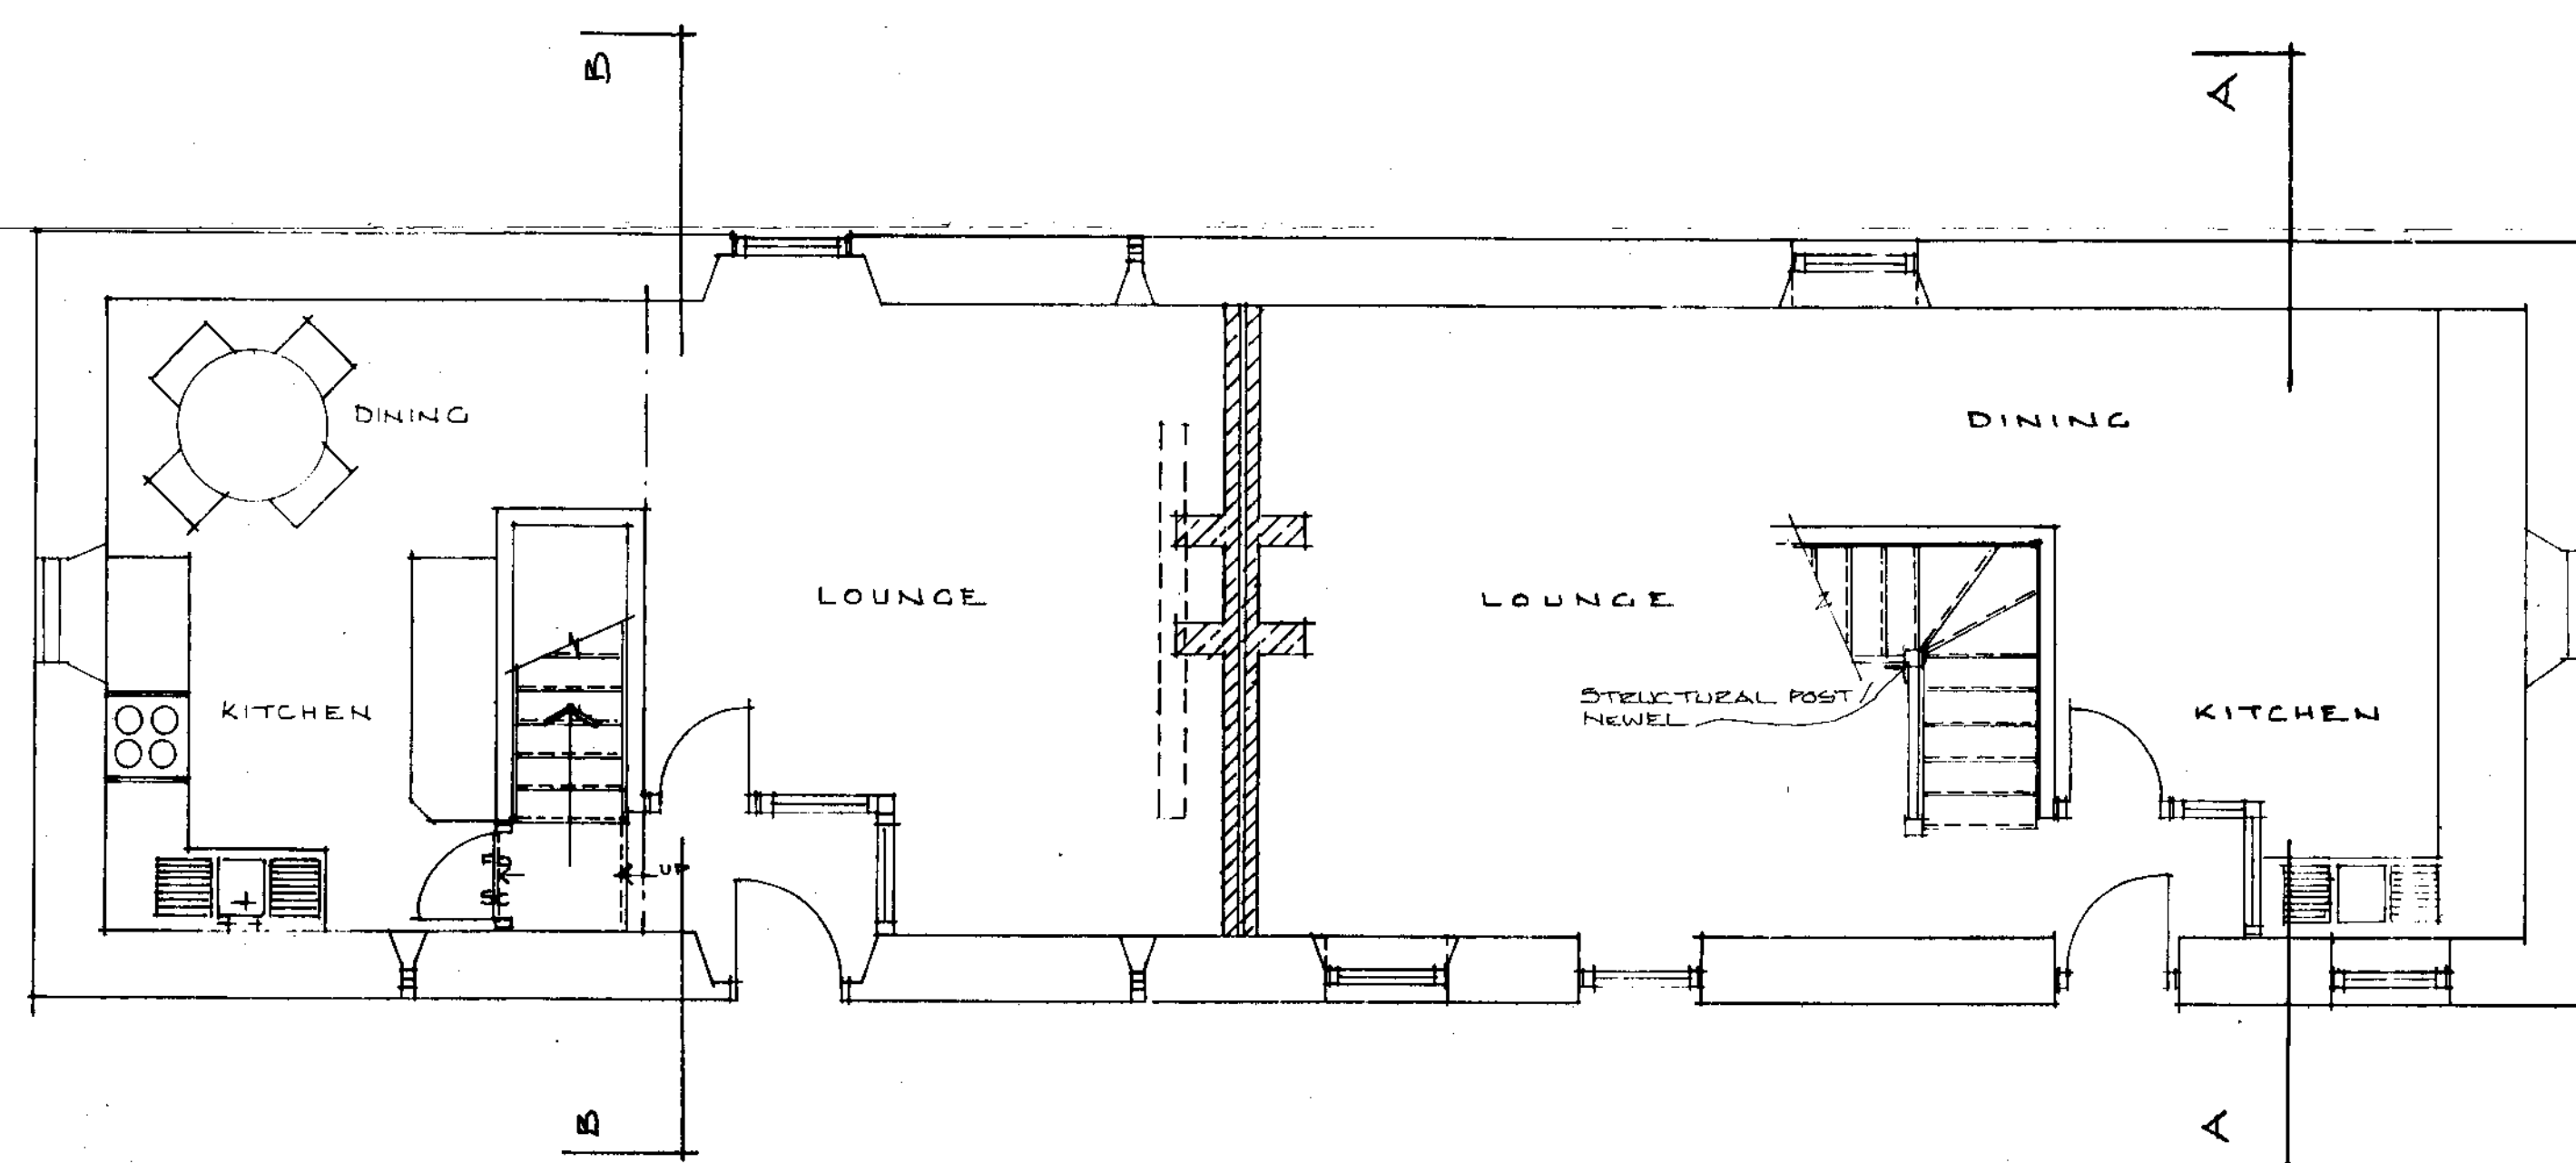 B
A
DINING
DINING
LOUNGE
LOUNGE
STRUCTURAL POST/
NEWEL
KITCHEN
KITCHEN
UP
B
A